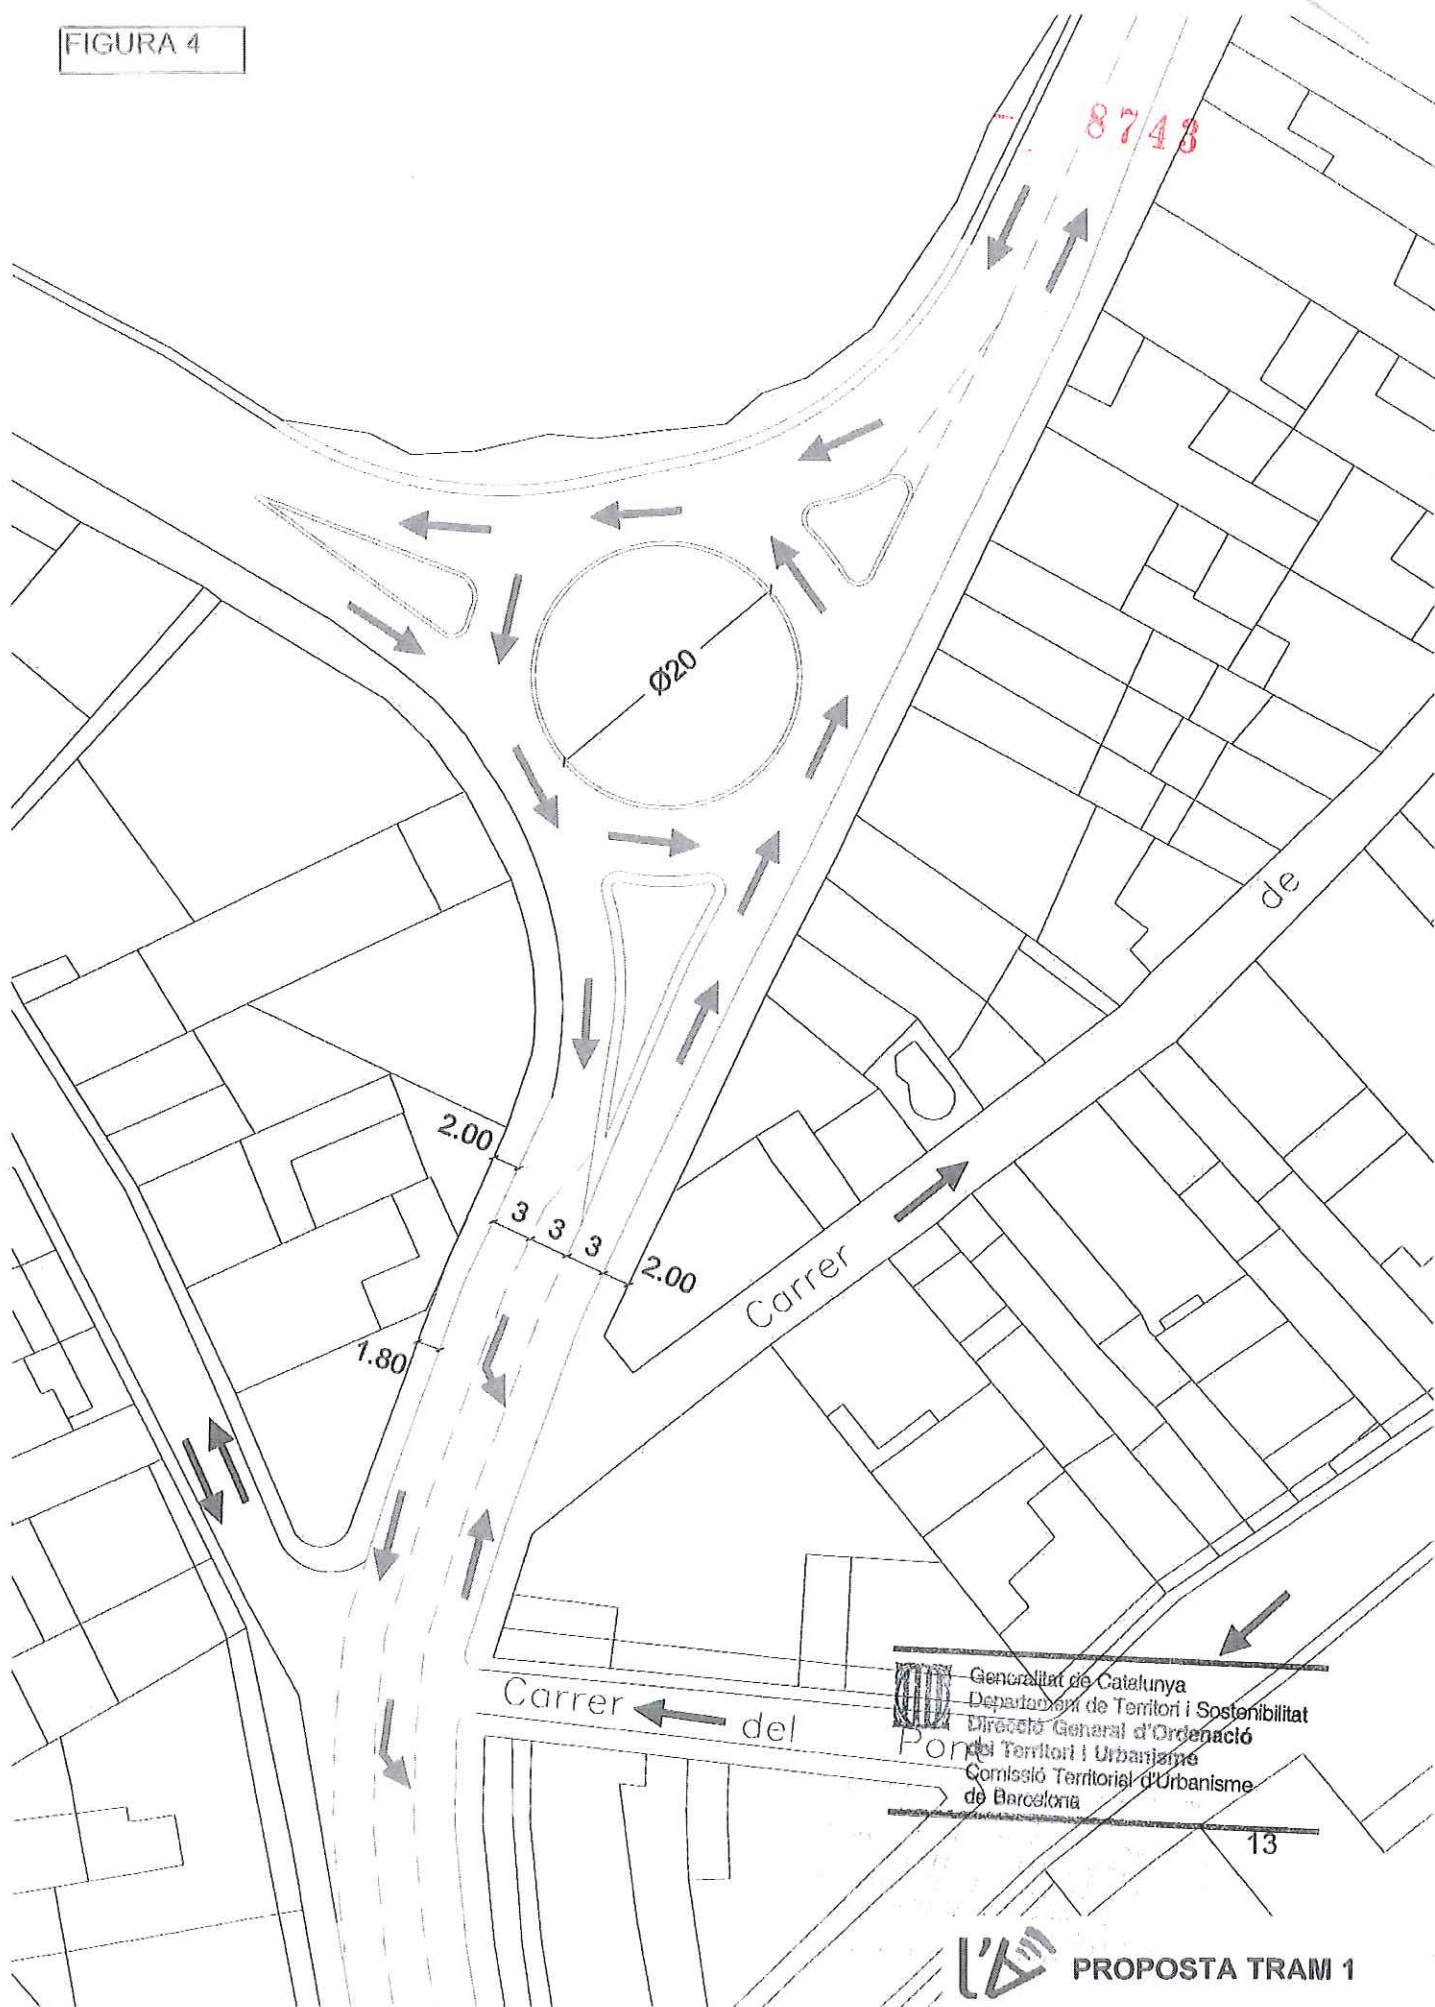 FIGURA 4
8743
Ø20
de
2.00
3 3 3
2.00
Carrer
1.80
Generalitat de Catalunya
Departament de Territori i Sostenibilitat
Direcció General d'Ordenació
del Territori i Urbanisme
Comissió Territorial d'Urbanisme
de Barcelona
Carrer del Pont
13
L'A PROPOSTA TRAM 1